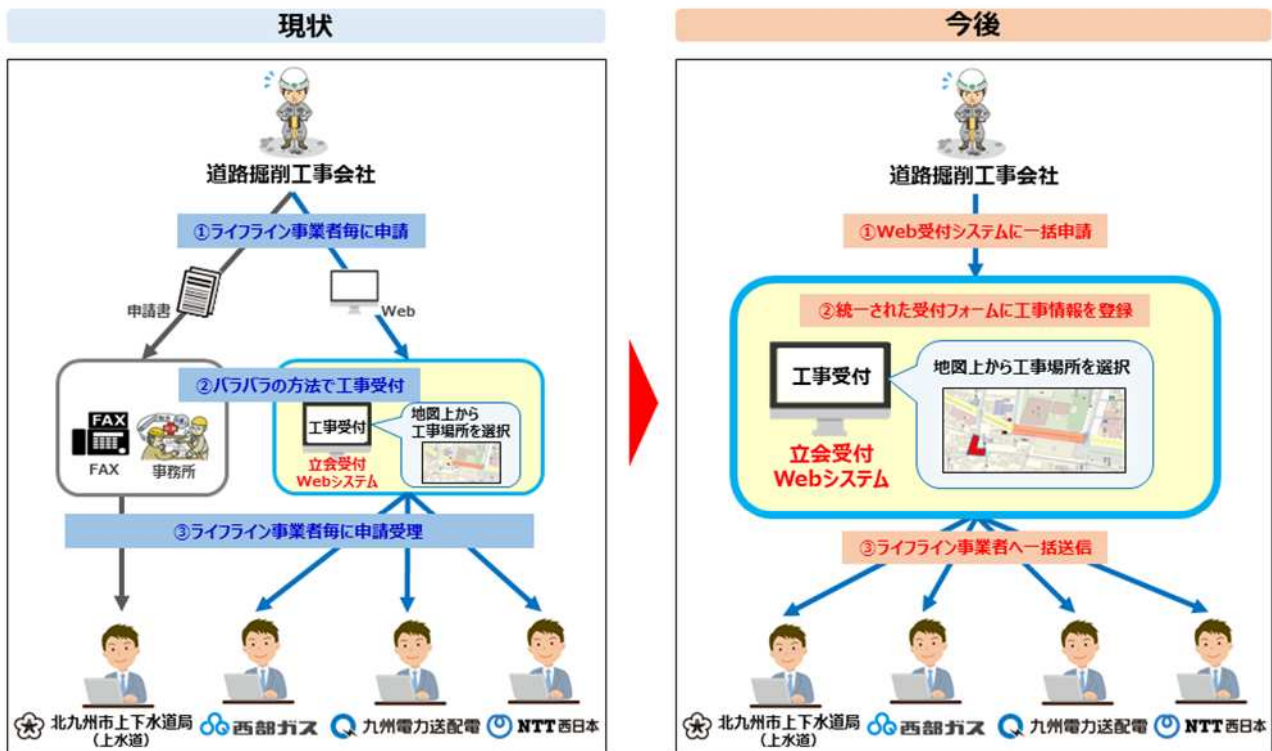 現状
道路掘削工事会社
①ライフライン事業者毎に申請
申請書
Web
②バラバラの方法で工事受付
FAX
FAX
事務所
工事受付
立会受付
Webシステム
地図上から
工事場所を選択
③ライフライン事業者毎に申請受理
北九州市上下水道局
（上水道）
西部ガス
九州電力送配電
NTT西日本
今後
道路掘削工事会社
①Web受付システムに一括申請
②統一された受付フォームに工事情報を登録
工事受付
立会受付
Webシステム
地図上から工事場所を選択
③ライフライン事業者へ一括送信
北九州市上下水道局
（上水道）
西部ガス
九州電力送配電
NTT西日本